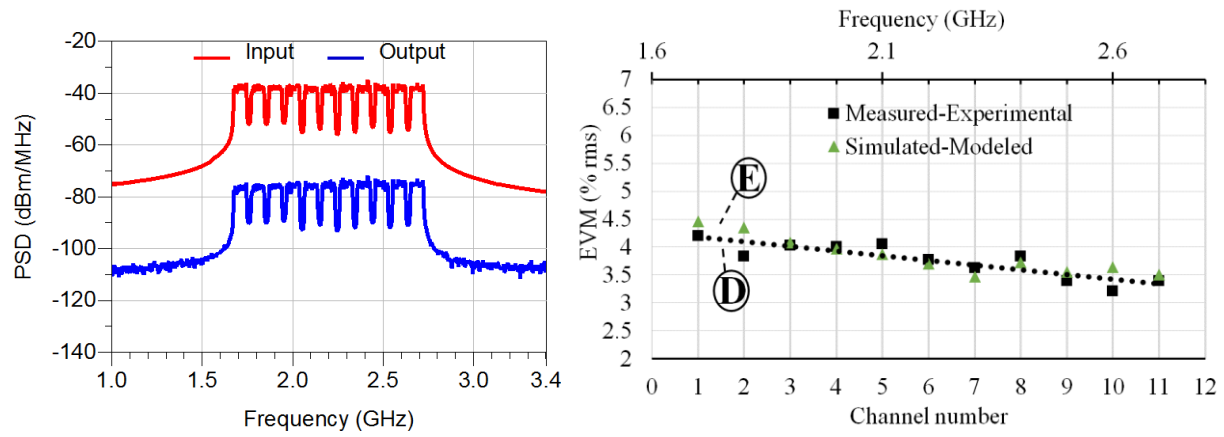 -20
-40
-60
-80
-100
-120
-140
PSD (dBm/MHz)
Input Output
1.0 1.5 2.0 2.5 3.0 3.4
Frequency (GHz)
Frequency (GHz)
1.6 2.1 2.6
7
6.5
6
5.5
5
4.5
4
3.5
3
2.5
2
EVM (% rms)
Measured-Experimental
Simulated-Modeled
E
D
0 1 2 3 4 5 6 7 8 9 10 11 12
Channel number